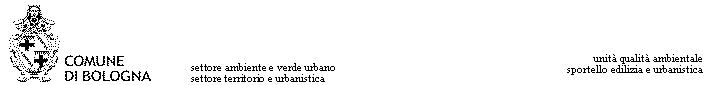 COMUNE
DI BOLOGNA
settore ambiente e verde urbano
settore territorio e urbanistica
unità qualità ambientale
sportello edilizia e urbanistica